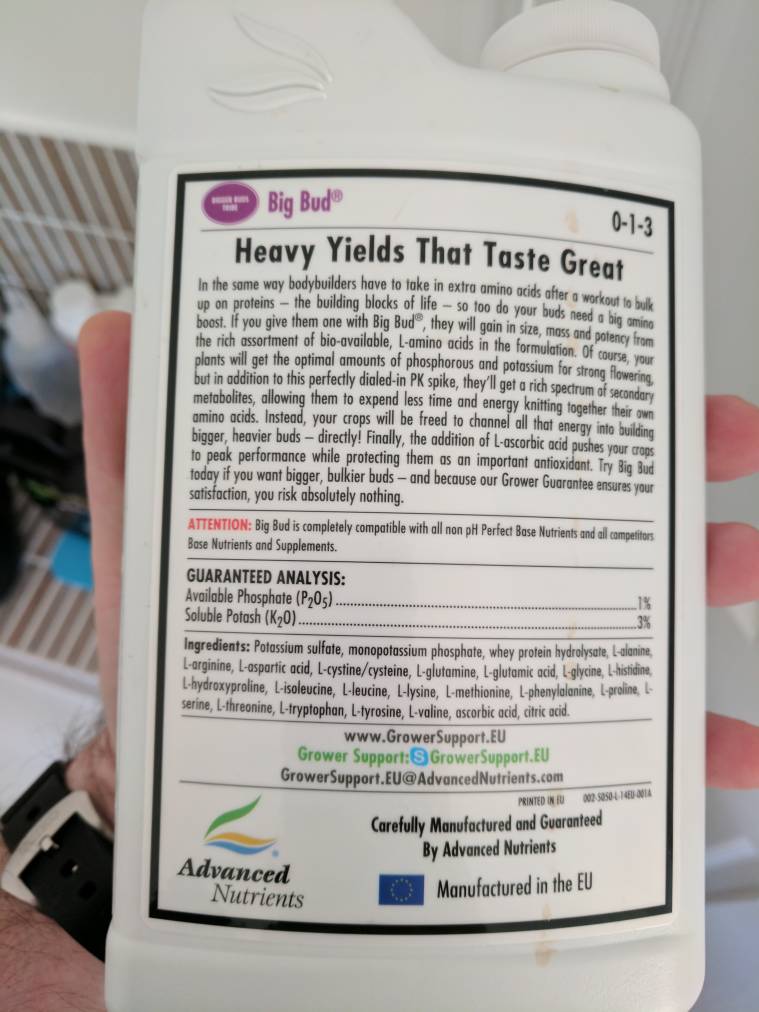 BIGGER BUDS
TRIBE
Big Bud®
0-1-3
Heavy Yields That Taste Great
In the same way bodybuilders have to take in extra amino acids after a workout to bulk
up on proteins – the building blocks of life – so too do your buds need a big amino
boost. If you give them one with Big Bud®, they will gain in size, mass and potency from
the rich assortment of bio-available, L-amino acids in the formulation. Of course, your
plants will get the optimal amounts of phosphorous and potassium for strong flowering,
but in addition to this perfectly dialed-in PK spike, they'll get a rich spectrum of secondary
metabolites, allowing them to expend less time and energy knitting together their own
amino acids. Instead, your crops will be freed to channel all that energy into building
bigger, heavier buds – directly! Finally, the addition of L-ascorbic acid pushes your crops
to peak performance while protecting them as an important antioxidant. Try Big Bud
today if you want bigger, bulkier buds – and because our Grower Guarantee ensures your
satisfaction, you risk absolutely nothing.
ATTENTION: Big Bud is completely compatible with all non pH Perfect Base Nutrients and all competitors
Base Nutrients and Supplements.
GUARANTEED ANALYSIS:
Available Phosphate (P₂O₅) ........ 1%
Soluble Potash (K₂O) ........ 3%
Ingredients: Potassium sulfate, monopotassium phosphate, whey protein hydrolysate, L-alanine,
L-arginine, L-aspartic acid, L-cystine/cysteine, L-glutamine, L-glutamic acid, L-glycine, L-histidine,
L-hydroxyproline, L-isoleucine, L-leucine, L-lysine, L-methionine, L-phenylalanine, L-proline, L-
serine, L-threonine, L-tryptophan, L-tyrosine, L-valine, ascorbic acid, citric acid.
www.GrowerSupport.EU
Grower Support: S GrowerSupport.EU
GrowerSupport.EU@AdvancedNutrients.com
PRINTED IN EU 002-5050-L-14EU-001A
Carefully Manufactured and Guaranteed
By Advanced Nutrients
Advanced
Nutrients
Manufactured in the EU